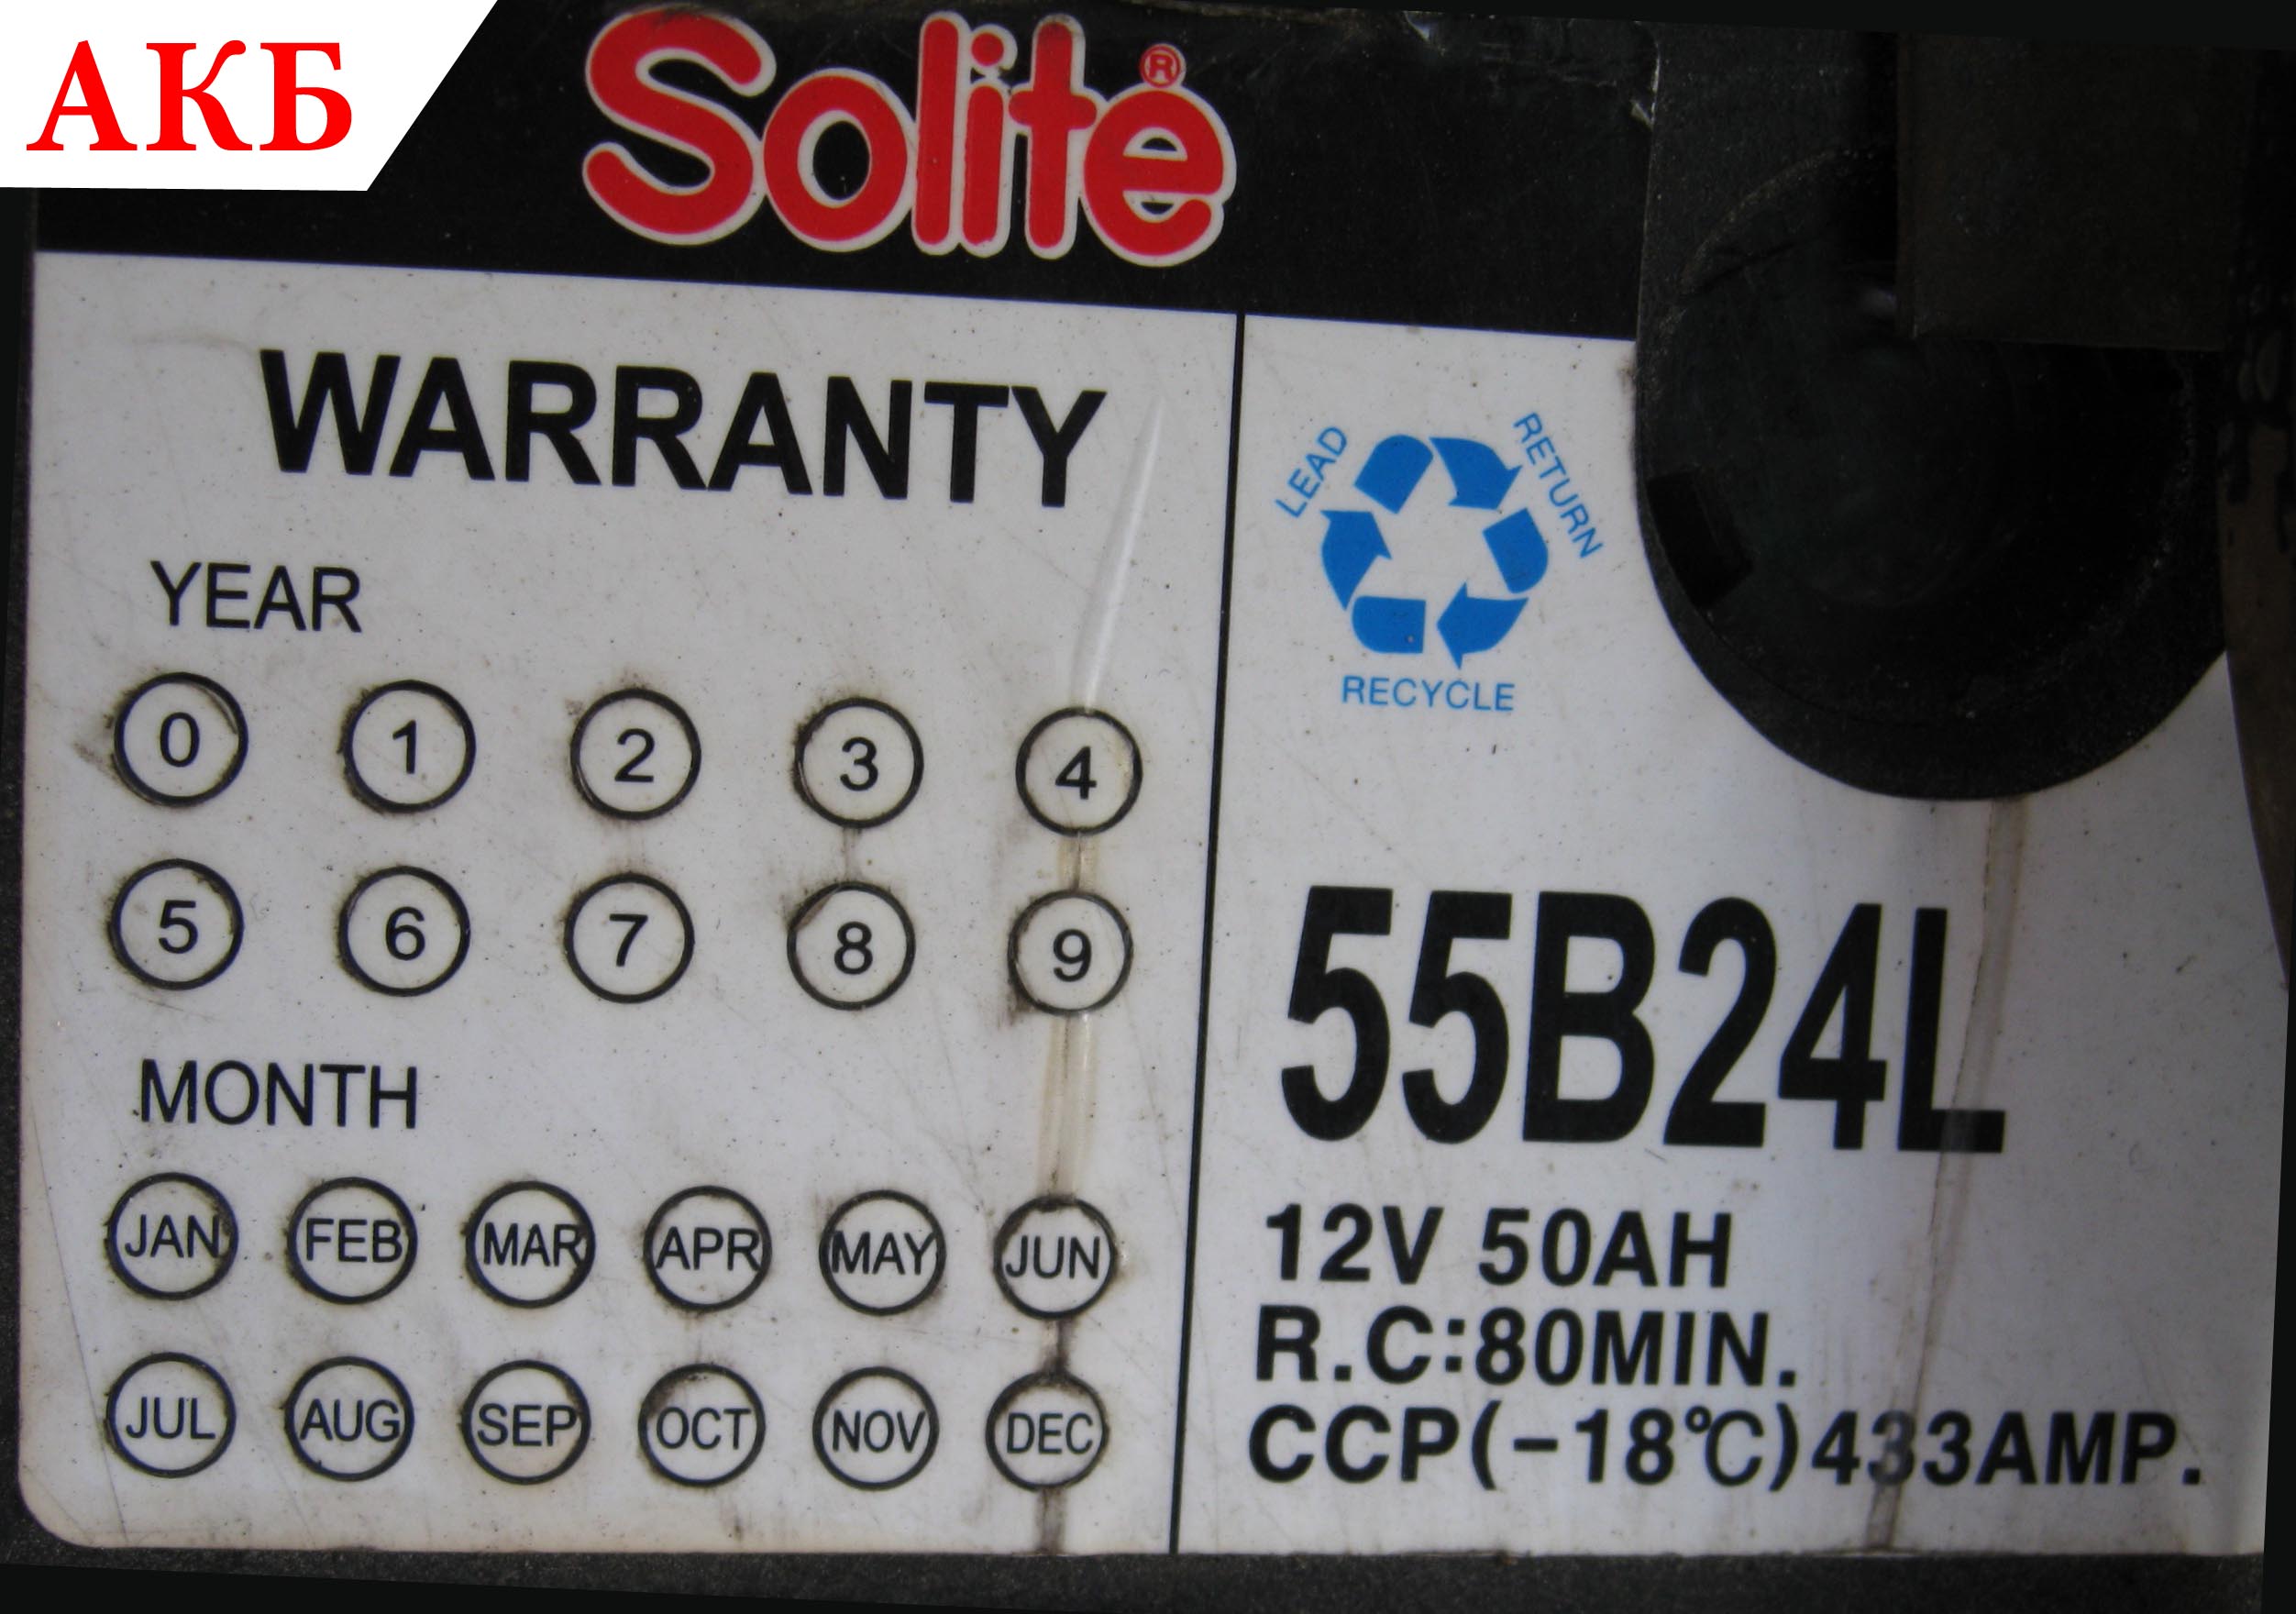 АКБ
Solite®
WARRANTY
YEAR
0 1 2 3 4
5 6 7 8 9
MONTH
JAN FEB MAR APR MAY JUN
JUL AUG SEP OCT NOV DEC
LEAD
RETURN
RECYCLE
55B24L
12V 50AH
R.C:80MIN.
CCP(-18℃)433AMP.